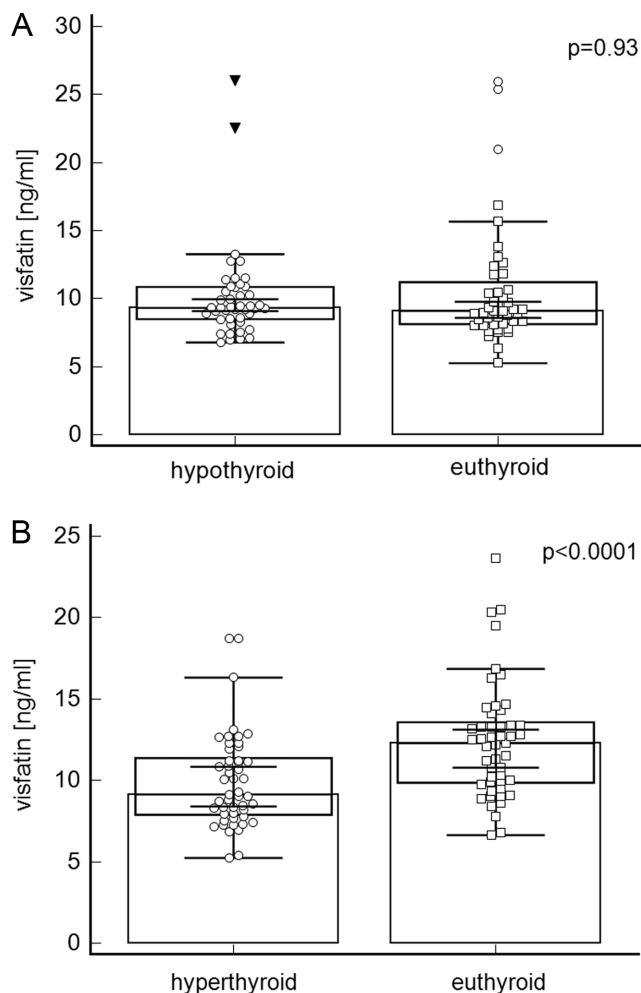 A
30
p=0.93
25
20
15
10
5
0
visfatin [ng/ml]
hypothyroid
euthyroid
B
25
p<0.0001
20
15
10
5
0
visfatin [ng/ml]
hyperthyroid
euthyroid